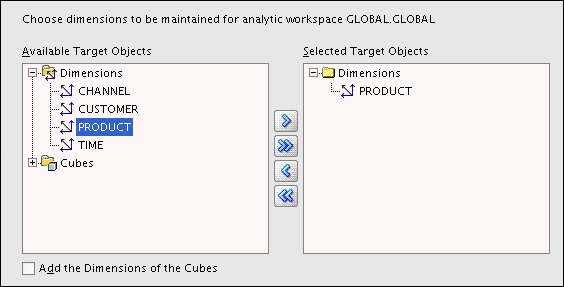 Choose dimensions to be maintained for analytic workspace GLOBAL.GLOBAL
Available Target Objects
Selected Target Objects
Dimensions
CHANNEL
CUSTOMER
PRODUCT
TIME
Cubes
Dimensions
PRODUCT
Add the Dimensions of the Cubes